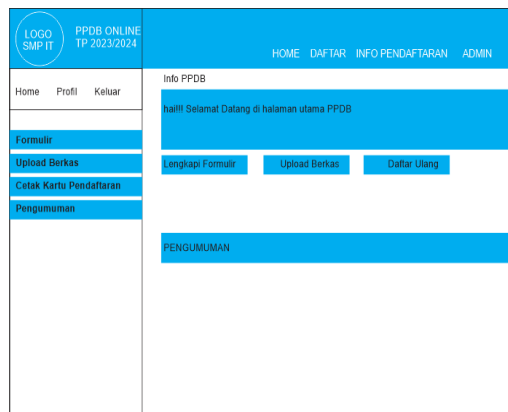 LOGO
SMP IT
PPDB ONLINE
TP 2023/2024
HOME DAFTAR INFO PENDAFTARAN ADMIN
Home Profil Keluar
Formulir
Upload Berkas
Cetak Kartu Pendaftaran
Pengumuman
Info PPDB
hai!!! Selamat Datang di halaman utama PPDB
Lengkapi Formulir Upload Berkas Daftar Ulang
PENGUMUMAN